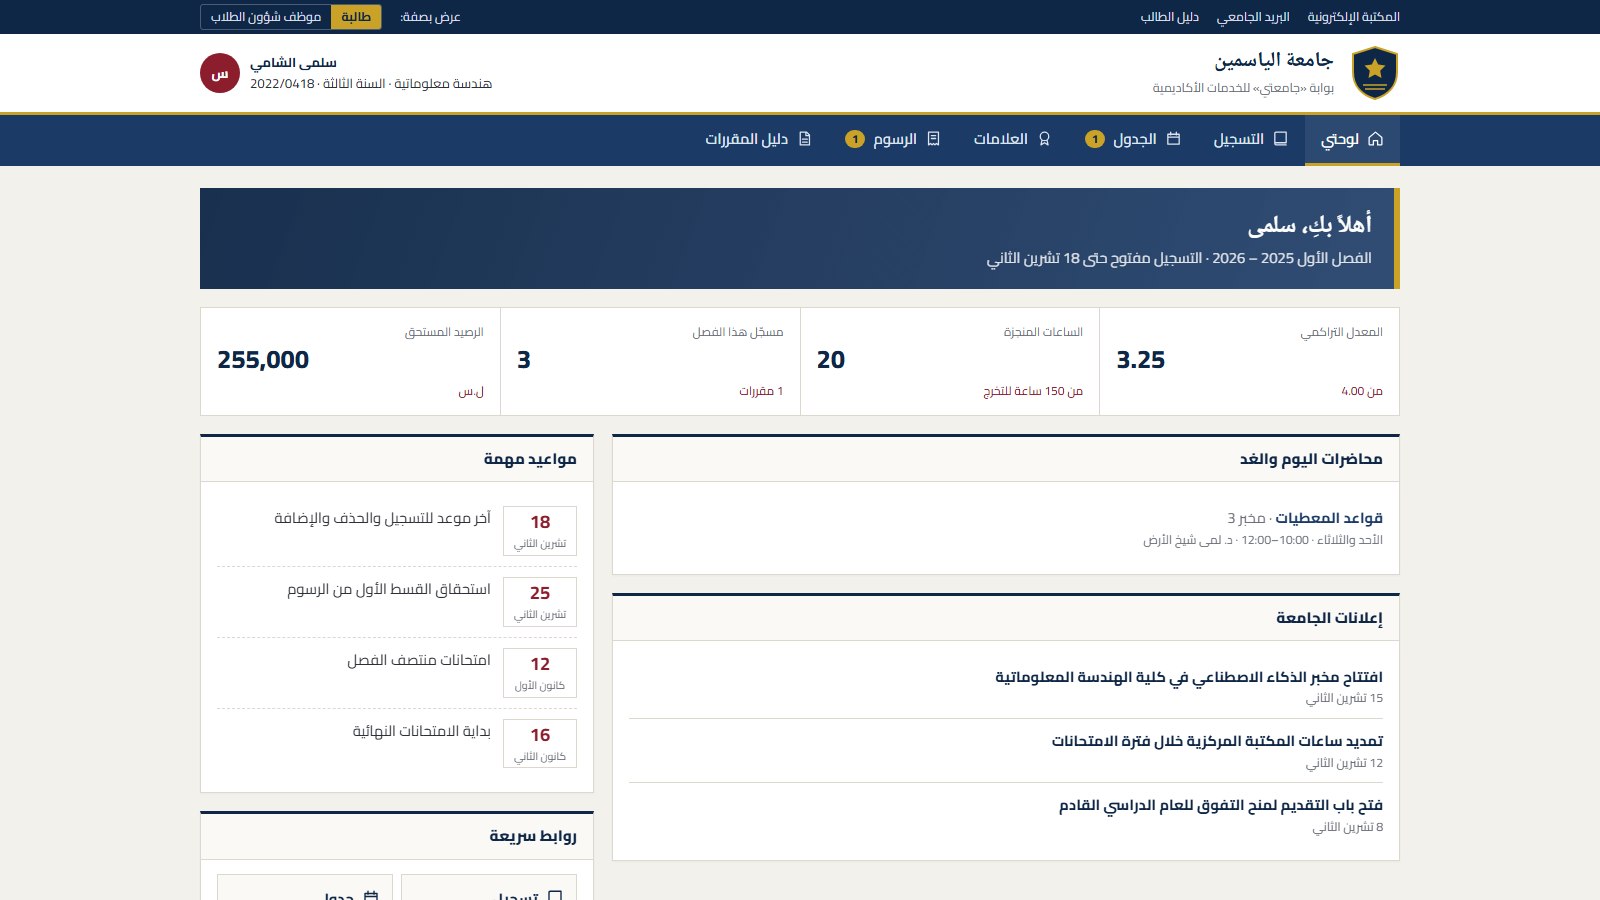 المكتبة الإلكترونية البريد الجامعي دليل الطالب
عرض بصفة: طالبة موظف شؤون الطلاب
جامعة الياسمين
بوابة «جامعتي» للخدمات الأكاديمية
سلمى الشامي
هندسة معلوماتية · السنة الثالثة · 2022/0418
س
لوحتي التسجيل الجدول 1 العلامات الرسوم 1 دليل المقررات
أهلاً بكِ، سلمى
الفصل الأول 2025 – 2026 · التسجيل مفتوح حتى 18 تشرين الثاني
المعدل التراكمي
3.25
من 4.00
الساعات المنجزة
20
من 150 ساعة للتخرج
مسجّل هذا الفصل
3
1 مقررات
الرصيد المستحق
255,000
ل.س
محاضرات اليوم والغد
قواعد المعطيات · مخبر 3
الأحد والثلاثاء · 10:00–12:00 · د. لمى شيخ الأرض
إعلانات الجامعة
افتتاح مخبر الذكاء الاصطناعي في كلية الهندسة المعلوماتية
15 تشرين الثاني
تمديد ساعات المكتبة المركزية خلال فترة الامتحانات
12 تشرين الثاني
فتح باب التقديم لمنح التفوق للعام الدراسي القادم
8 تشرين الثاني
مواعيد مهمة
18 تشرين الثاني
آخر موعد للتسجيل والحذف والإضافة
25 تشرين الثاني
استحقاق القسط الأول من الرسوم
12 كانون الأول
امتحانات منتصف الفصل
16 كانون الثاني
بداية الامتحانات النهائية
روابط سريعة
تسجيل
جدول